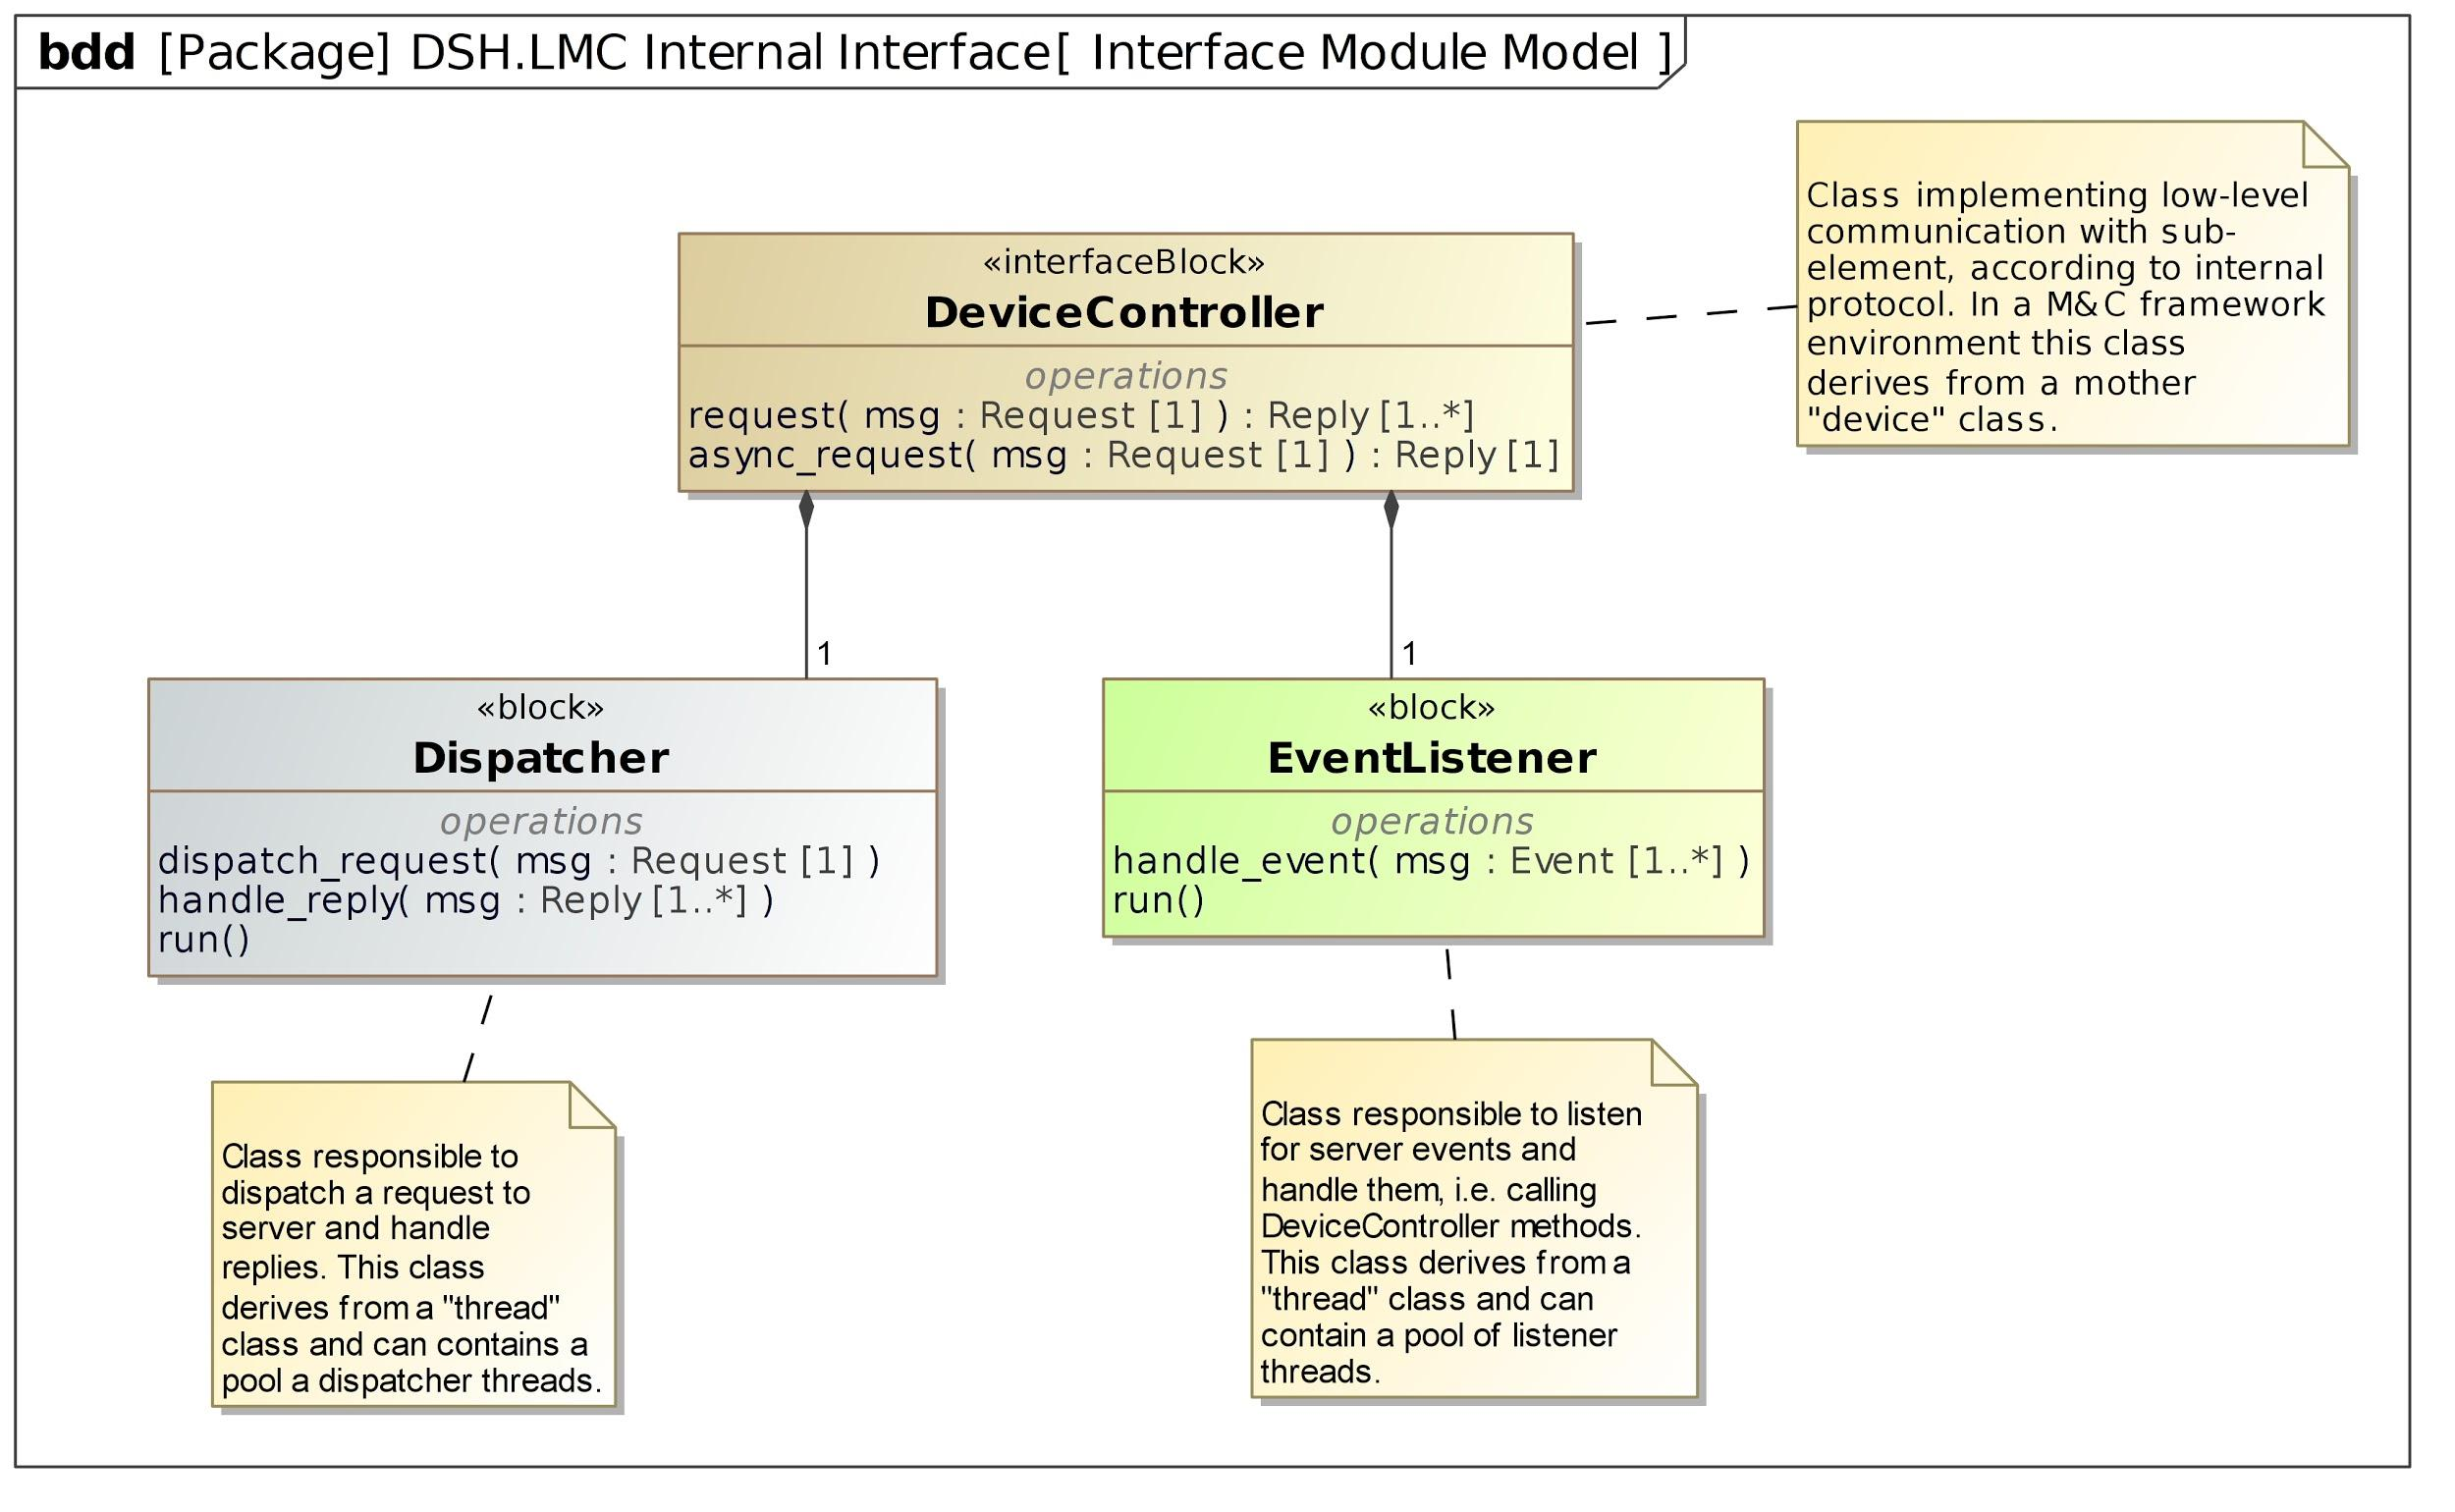 bdd [Package] DSH.LMC Internal Interface[ Interface Module Model ]
Class implementing low-level
communication with sub-
element, according to internal
protocol. In a M&C framework
environment this class
derives from a mother
"device" class.
«interfaceBlock»
DeviceController
operations
request( msg : Request [1] ) : Reply [1..*]
async_request( msg : Request [1] ) : Reply [1]
1
1
«block»
Dispatcher
operations
dispatch_request( msg : Request [1] )
handle_reply( msg : Reply [1..*] )
run()
«block»
EventListener
operations
handle_event( msg : Event [1..*] )
run()
Class responsible to
dispatch a request to
server and handle
replies. This class
derives from a "thread"
class and can contains a
pool a dispatcher threads.
Class responsible to listen
for server events and
handle them, i.e. calling
DeviceController methods.
This class derives from a
"thread" class and can
contain a pool of listener
threads.